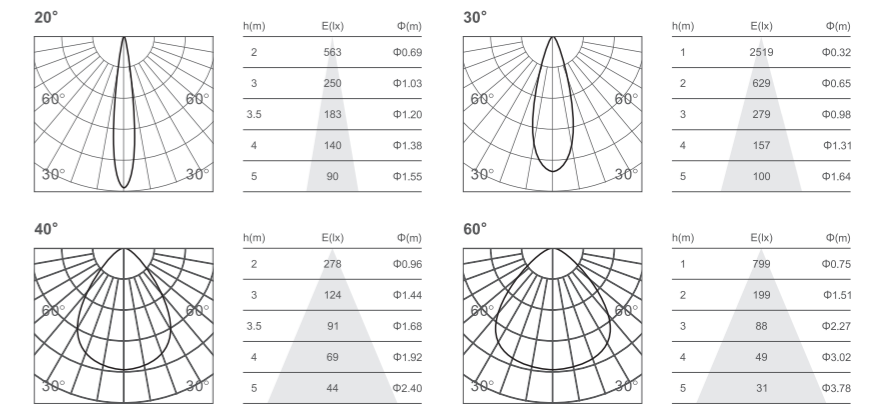 20°
h(m) E(lx) Φ(m)
2 563 Φ0.69
3 250 Φ1.03
3.5 183 Φ1.20
4 140 Φ1.38
5 90 Φ1.55
60° 60°
30° 30°
30°
h(m) E(lx) Φ(m)
1 2519 Φ0.32
2 629 Φ0.65
3 279 Φ0.98
4 157 Φ1.31
5 100 Φ1.64
60° 60°
30° 30°
40°
h(m) E(lx) Φ(m)
2 278 Φ0.96
3 124 Φ1.44
3.5 91 Φ1.68
4 69 Φ1.92
5 44 Φ2.40
60° 60°
30° 30°
60°
h(m) E(lx) Φ(m)
1 799 Φ0.75
2 199 Φ1.51
3 88 Φ2.27
4 49 Φ3.02
5 31 Φ3.78
60° 60°
30° 30°